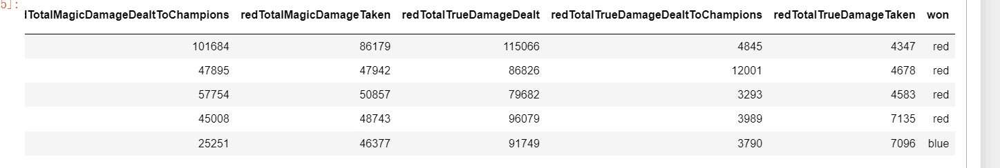 5]:
lTotalMagicDamageDealtToChampions redTotalMagicDamageTaken redTotalTrueDamageDealt redTotalTrueDamageDealtToChampions redTotalTrueDamageTaken won
101684 86179 115066 4845 4347 red
47895 47942 86826 12001 4678 red
57754 50857 79682 3293 4583 red
45008 48743 96079 3989 7135 red
25251 46377 91749 3790 7096 blue